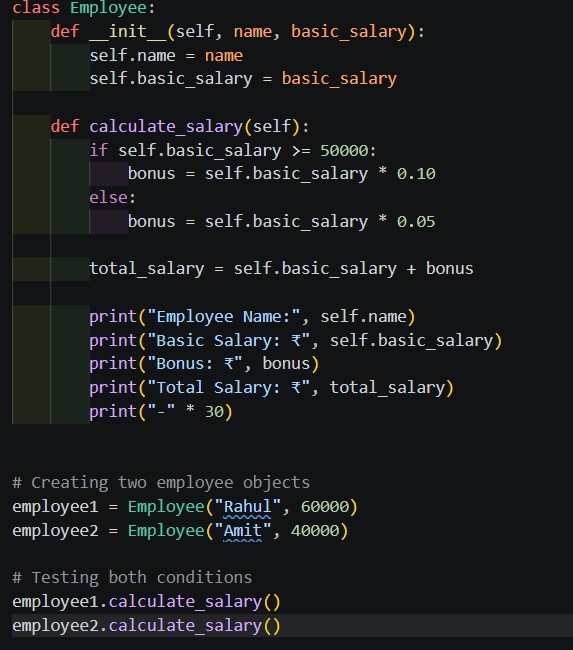 class Employee:
    def __init__(self, name, basic_salary):
        self.name = name
        self.basic_salary = basic_salary

    def calculate_salary(self):
        if self.basic_salary >= 50000:
            bonus = self.basic_salary * 0.10
        else:
            bonus = self.basic_salary * 0.05

        total_salary = self.basic_salary + bonus

        print("Employee Name:", self.name)
        print("Basic Salary: ₹", self.basic_salary)
        print("Bonus: ₹", bonus)
        print("Total Salary: ₹", total_salary)
        print("-" * 30)


# Creating two employee objects
employee1 = Employee("Rahul", 60000)
employee2 = Employee("Amit", 40000)

# Testing both conditions
employee1.calculate_salary()
employee2.calculate_salary()